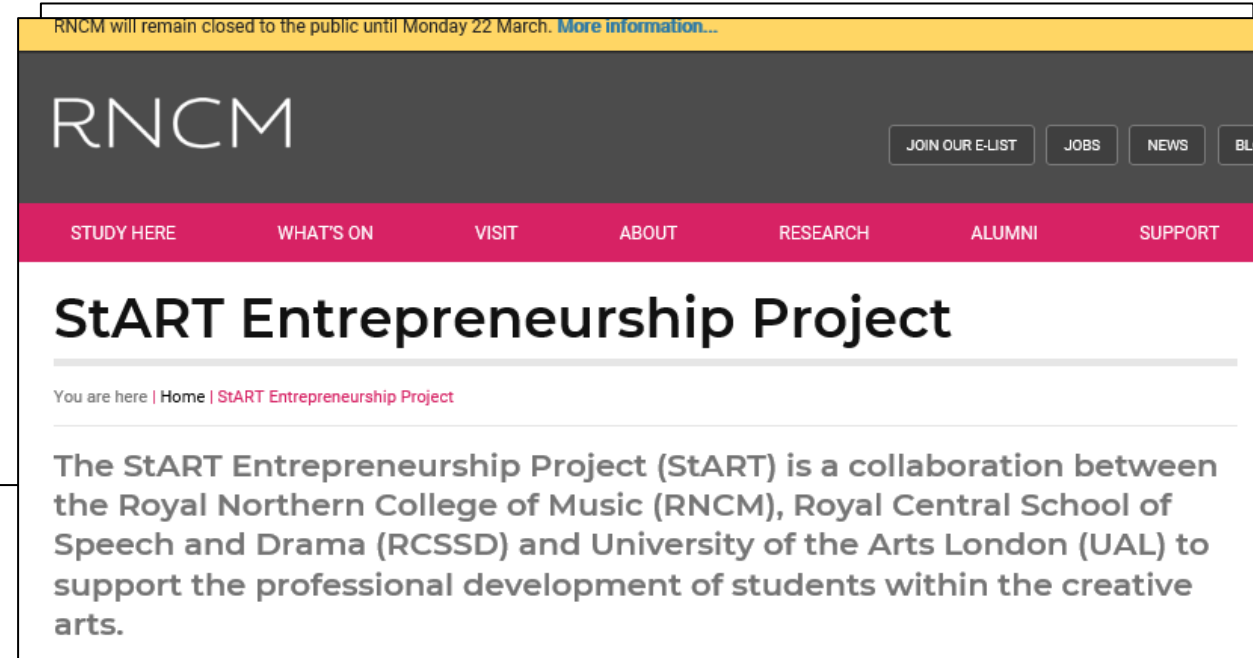 RNCM will remain closed to the public until Monday 22 March. More information...
RNCM
JOIN OUR E-LIST JOBS NEWS
STUDY HERE WHAT'S ON VISIT ABOUT RESEARCH ALUMNI SUPPORT
StART Entrepreneurship Project
You are here | Home | StART Entrepreneurship Project
The StART Entrepreneurship Project (StART) is a collaboration between
the Royal Northern College of Music (RNCM), Royal Central School of
Speech and Drama (RCSSD) and University of the Arts London (UAL) to
support the professional development of students within the creative
arts.